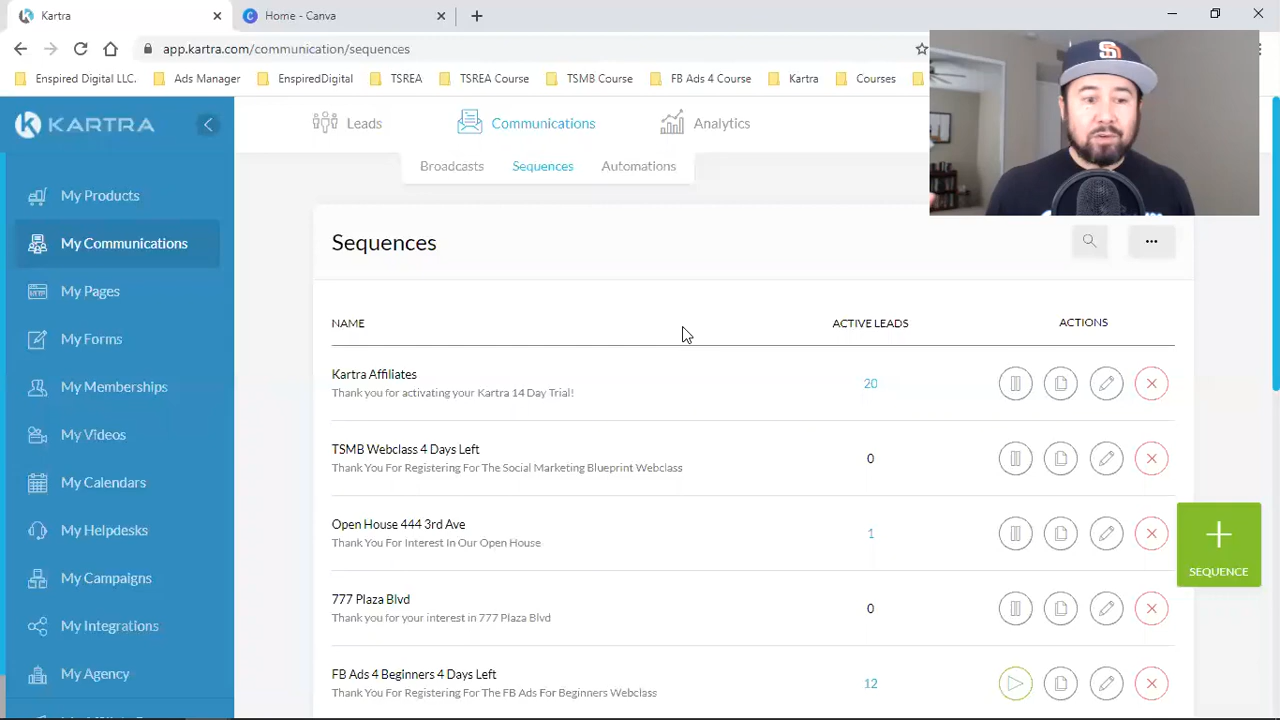 Kartra
Home - Canva
app.kartra.com/communication/sequences
Enspired Digital LLC.
Ads Manager
EnspiredDigital
TSREA
TSREA Course
TSMB Course
FB Ads 4 Course
Kartra
Courses
KARTRA
Leads
Communications
Analytics
Broadcasts
Sequences
Automations
My Products
My Communications
My Pages
My Forms
My Memberships
My Videos
My Calendars
My Helpdesks
My Campaigns
My Integrations
My Agency
Sequences
NAME
ACTIVE LEADS
ACTIONS
Kartra Affiliates
20
Thank you for activating your Kartra 14 Day Trial!
TSMB Webclass 4 Days Left
0
Thank You For Registering For The Social Marketing Blueprint Webclass
Open House 444 3rd Ave
1
Thank You For Interest In Our Open House
SEQUENCE
777 Plaza Blvd
0
Thank you for your interest in 777 Plaza Blvd
FB Ads 4 Beginners 4 Days Left
12
Thank You For Registering For The FB Ads For Beginners Webclass